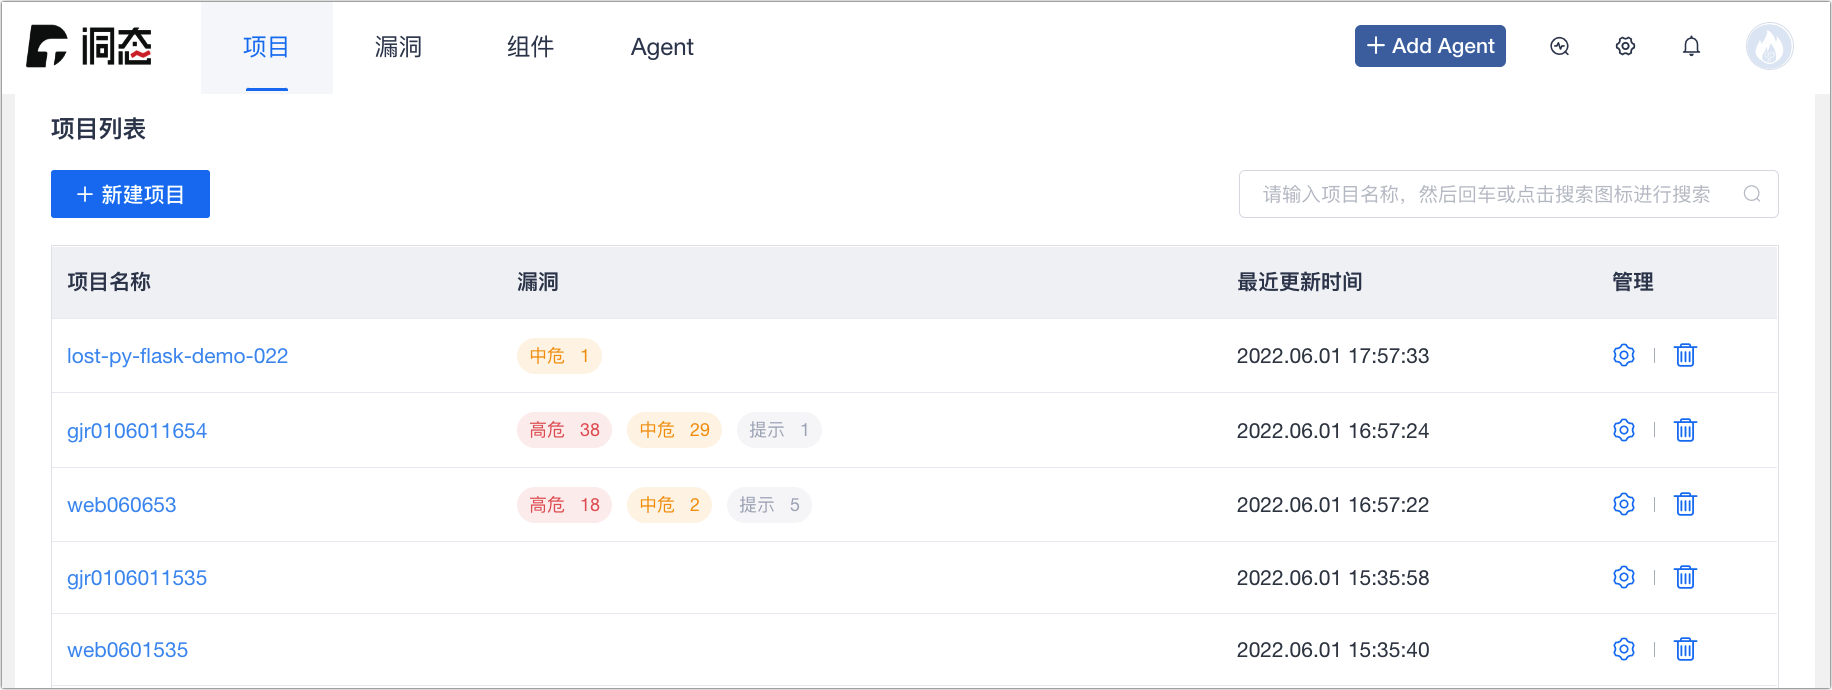 洞态 项目 漏洞 组件 Agent Add Agent
项目列表
新建项目 请输入项目名称，然后回车或点击搜索图标进行搜索
项目名称 漏洞 最近更新时间 管理
lost-py-flask-demo-022 中危 1 2022.06.01 17:57:33
gjr0106011654 高危 38 中危 29 提示 1 2022.06.01 16:57:24
web060653 高危 18 中危 2 提示 5 2022.06.01 16:57:22
gjr0106011535 2022.06.01 15:35:58
web0601535 2022.06.01 15:35:40